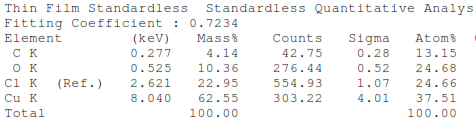 Thin Film Standardless Standardless Quantitative Analys
Fitting Coefficient : 0.7234
Element (keV) Mass% Counts Sigma Atom%
C K 0.277 4.14 42.75 0.28 13.15
O K 0.525 10.36 276.44 0.52 24.68
Cl K (Ref.) 2.621 22.95 554.93 1.07 24.66
Cu K 8.040 62.55 303.22 4.01 37.51
Total 100.00 100.00